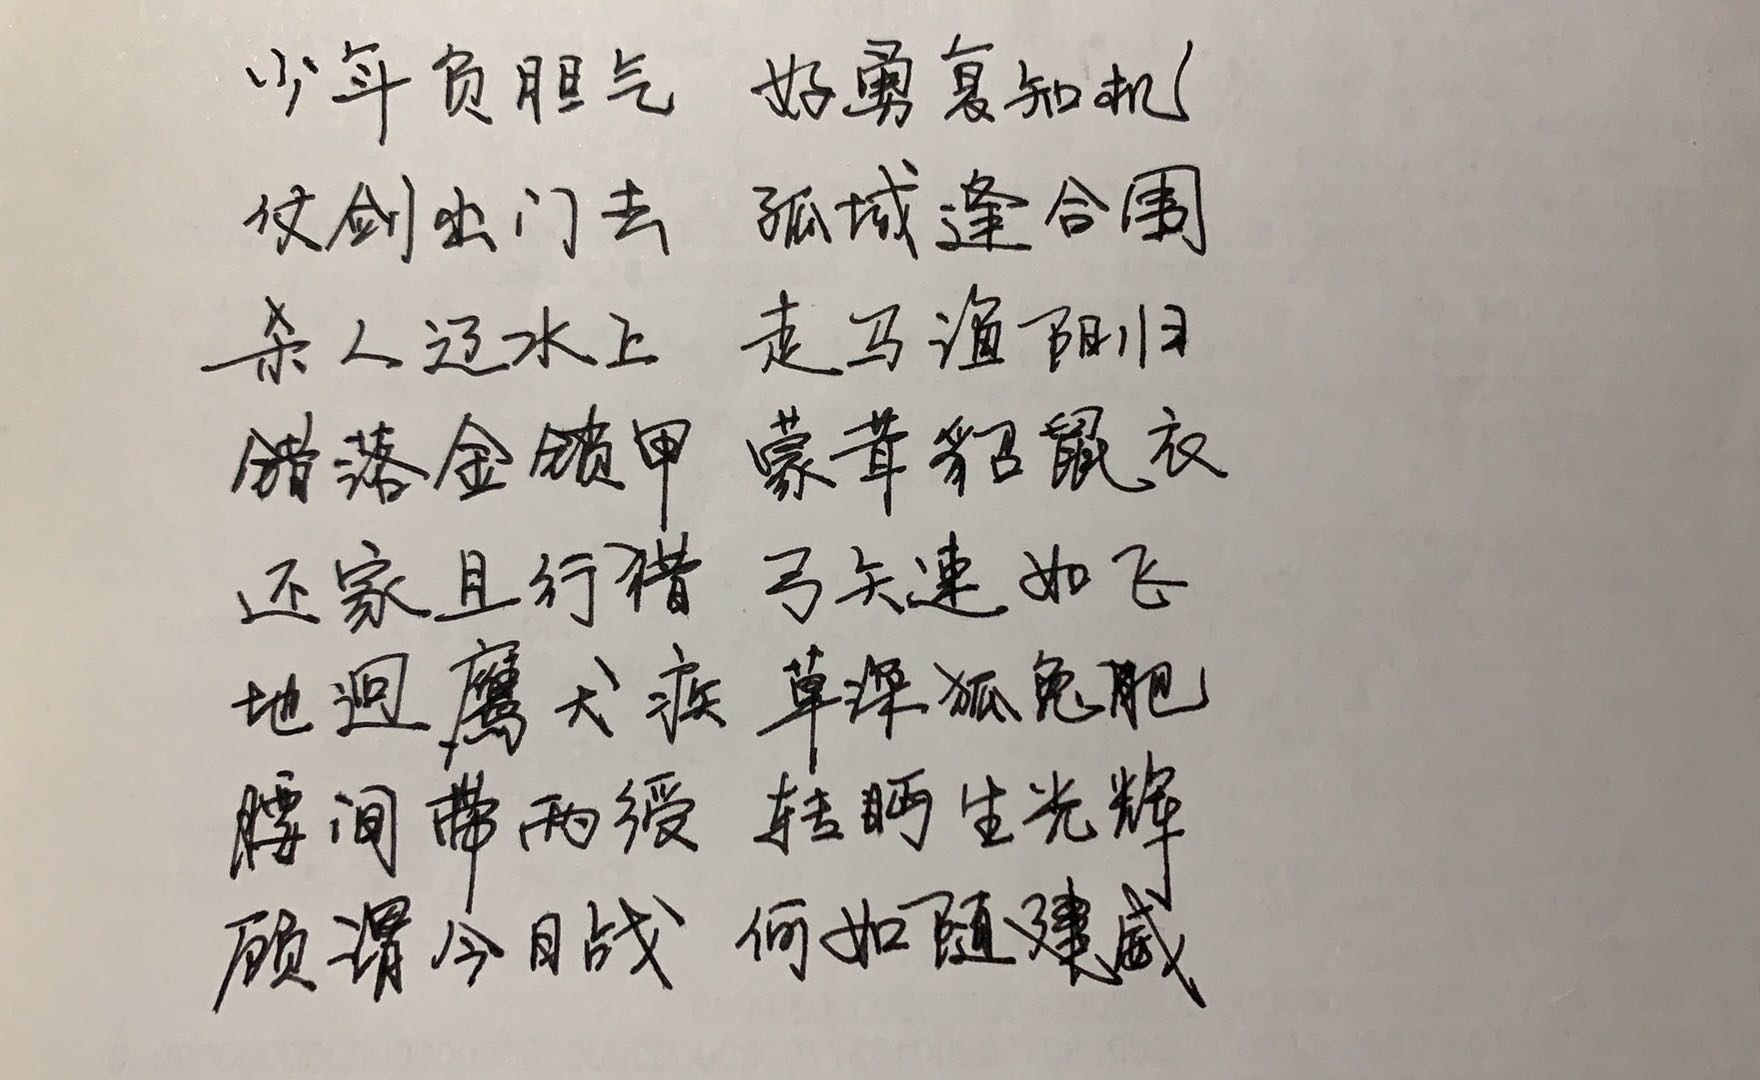 少年负胆气 好勇复知机
仗剑出门去 孤城逢合围
杀人辽水上 走马渔阳归
错落金锁甲 蒙茸貂鼠衣
还家且行猎 弓矢速如飞
地迥鹰犬疾 草深狐兔肥
腰间带两绶 转眄生光辉
顾谓今日战 何如随建威